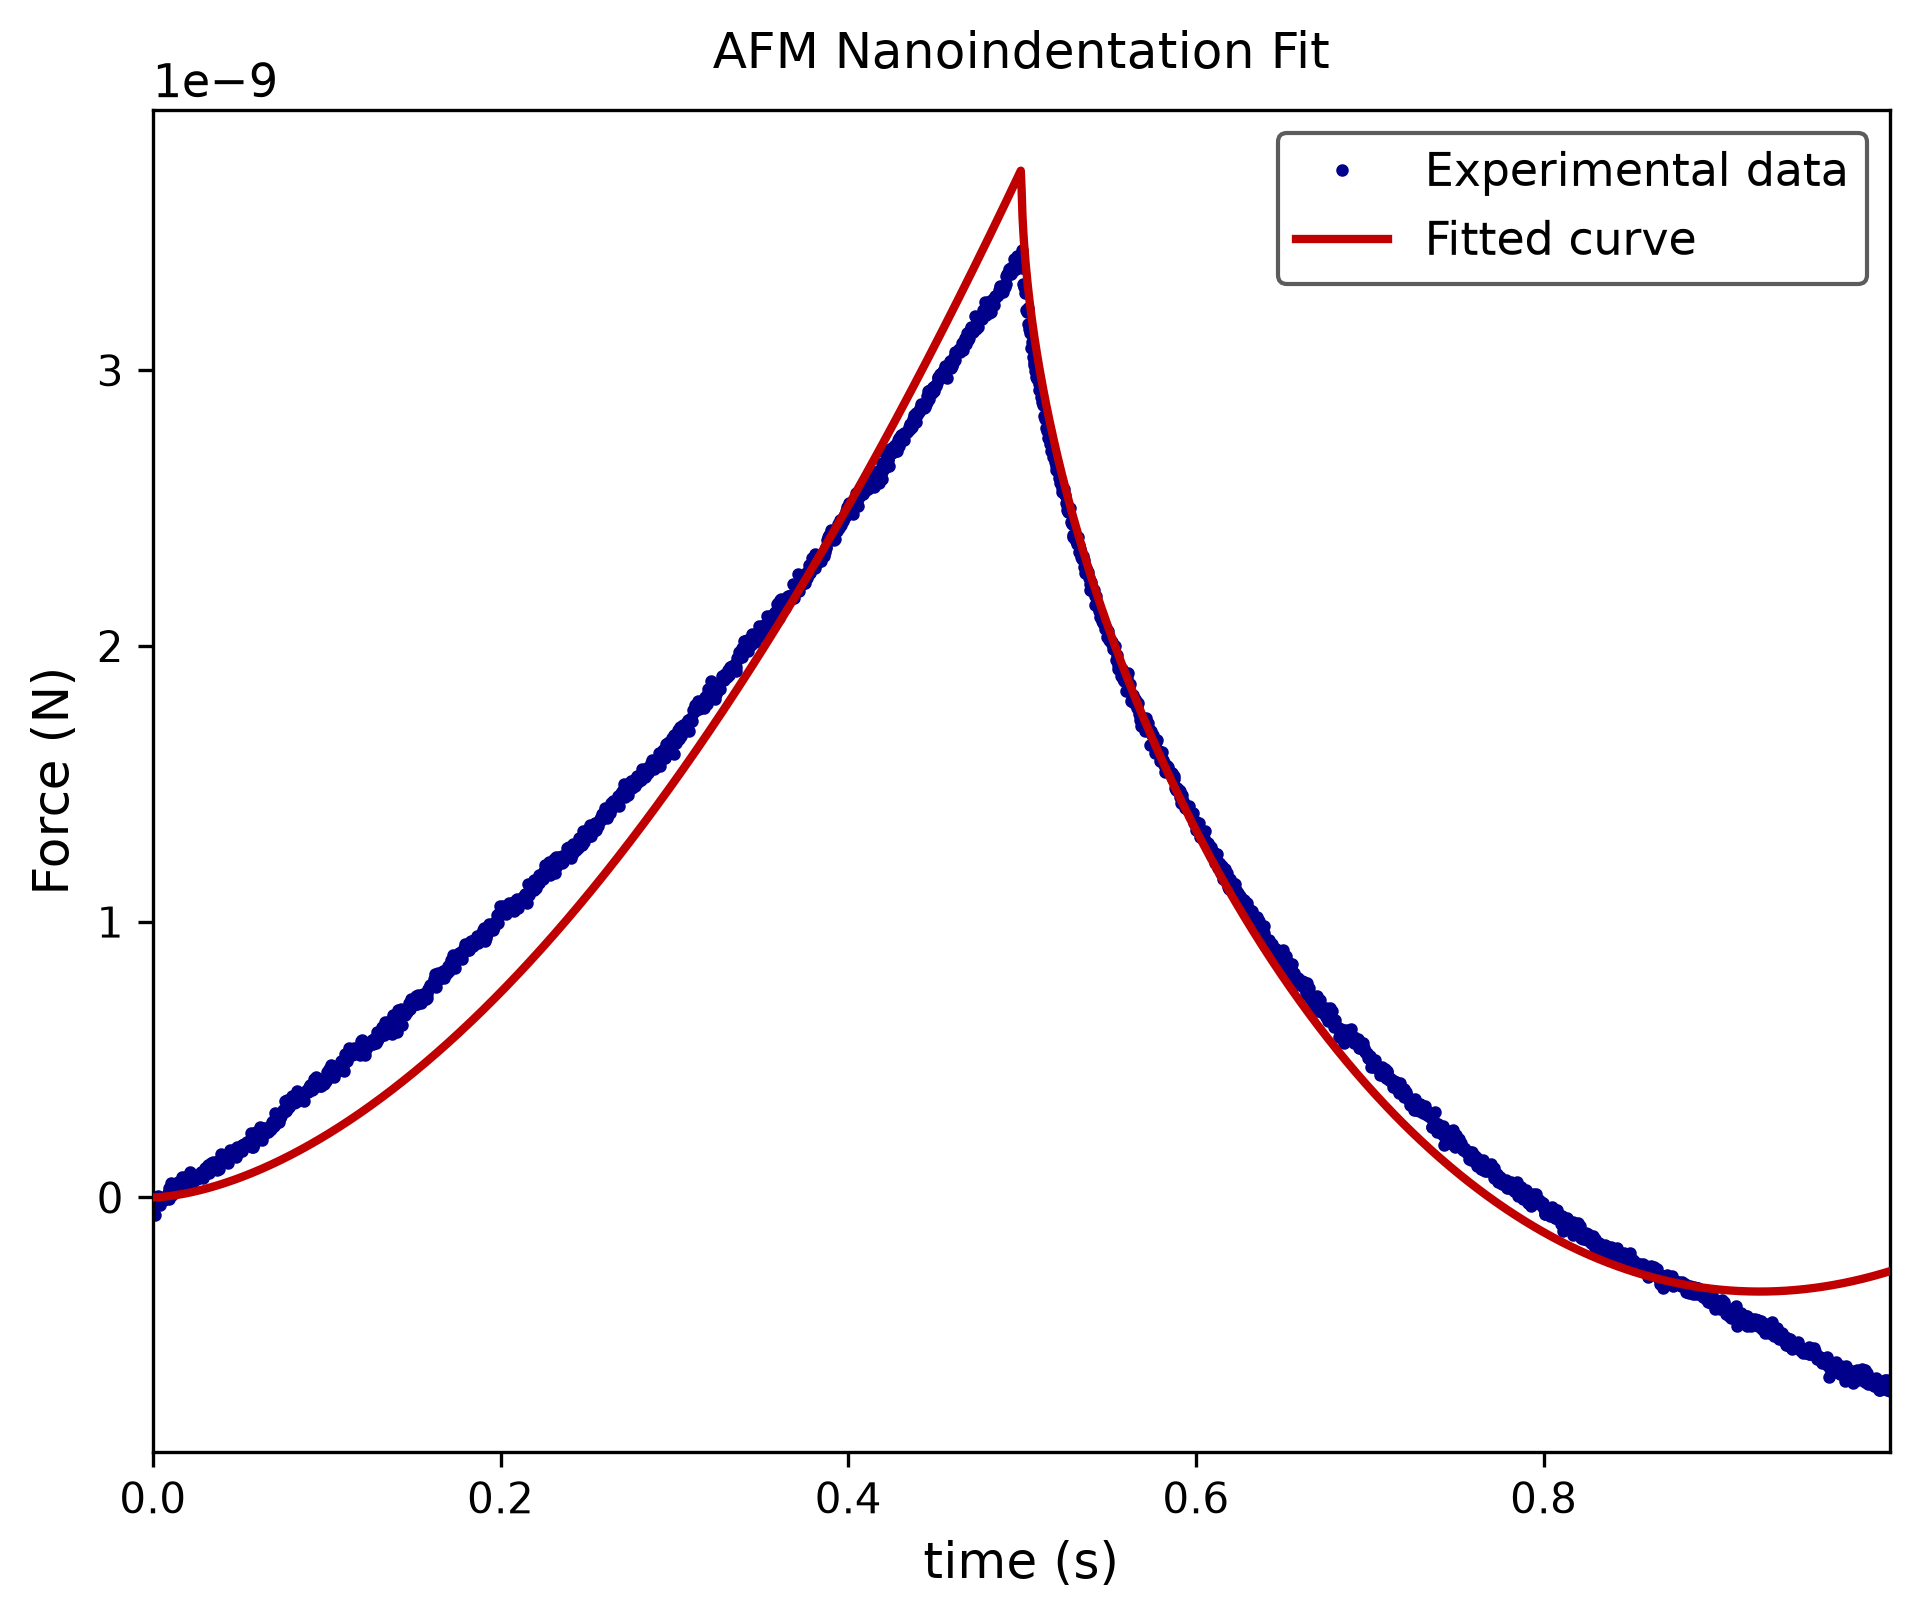 AFM Nanoindentation Fit
1e−9
Experimental data
Fitted curve
3
2
1
0
Force (N)
0.0 0.2 0.4 0.6 0.8
time (s)